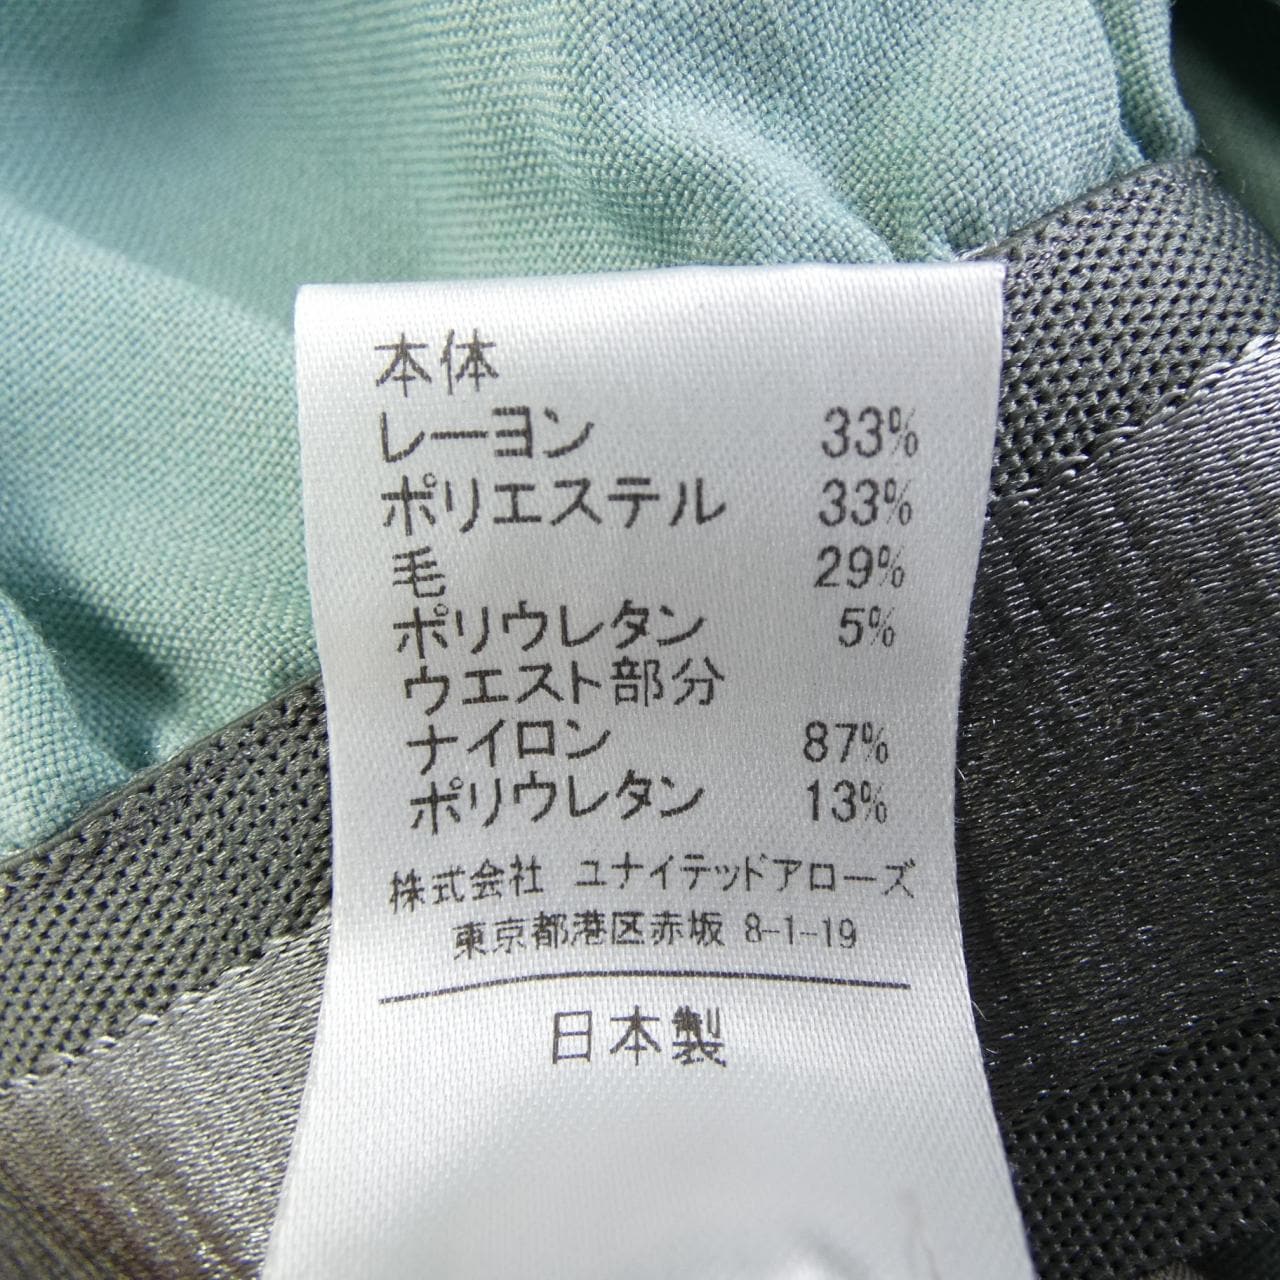 本体
レーヨン 33%
ポリエステル 33%
毛 29%
ポリウレタン 5%
ウエスト部分
ナイロン 87%
ポリウレタン 13%
株式会社 ユナイテッドアローズ
東京都港区赤坂 8-1-19
日本製